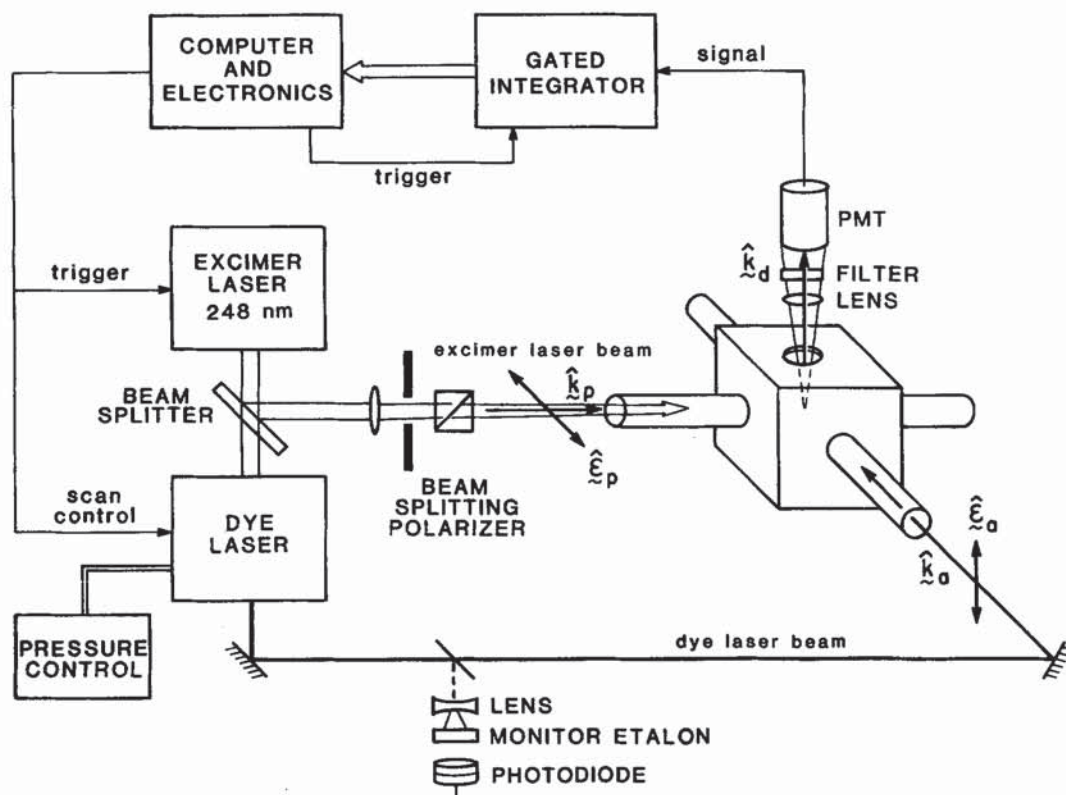 COMPUTER
AND
ELECTRONICS
GATED
INTEGRATOR
signal
trigger
PMT
k̂d
FILTER
LENS
trigger
EXCIMER
LASER
248 nm
excimer laser beam
k̂p
BEAM
SPLITTER
ε̂p
BEAM
SPLITTING
POLARIZER
scan
control
DYE
LASER
ε̂a
k̂a
PRESSURE
CONTROL
dye laser beam
LENS
MONITOR ETALON
PHOTODIODE